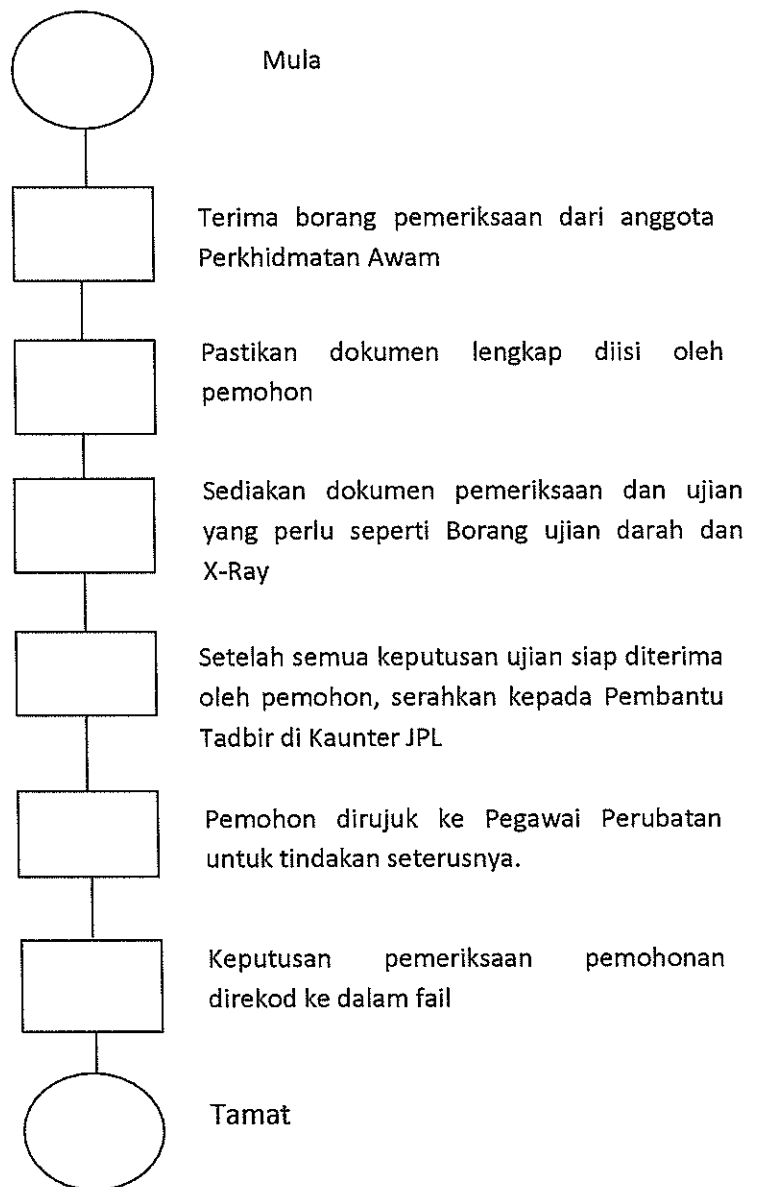 Mula
Terima borang pemeriksaan dari anggota
Perkhidmatan Awam
Pastikan dokumen lengkap diisi oleh
pemohon
Sediakan dokumen pemeriksaan dan ujian
yang perlu seperti Borang ujian darah dan
X-Ray
Setelah semua keputusan ujian siap diterima
oleh pemohon, serahkan kepada Pembantu
Tadbir di Kaunter JPL
Pemohon dirujuk ke Pegawai Perubatan
untuk tindakan seterusnya.
Keputusan pemeriksaan pemohonan
direkod ke dalam fail
Tamat